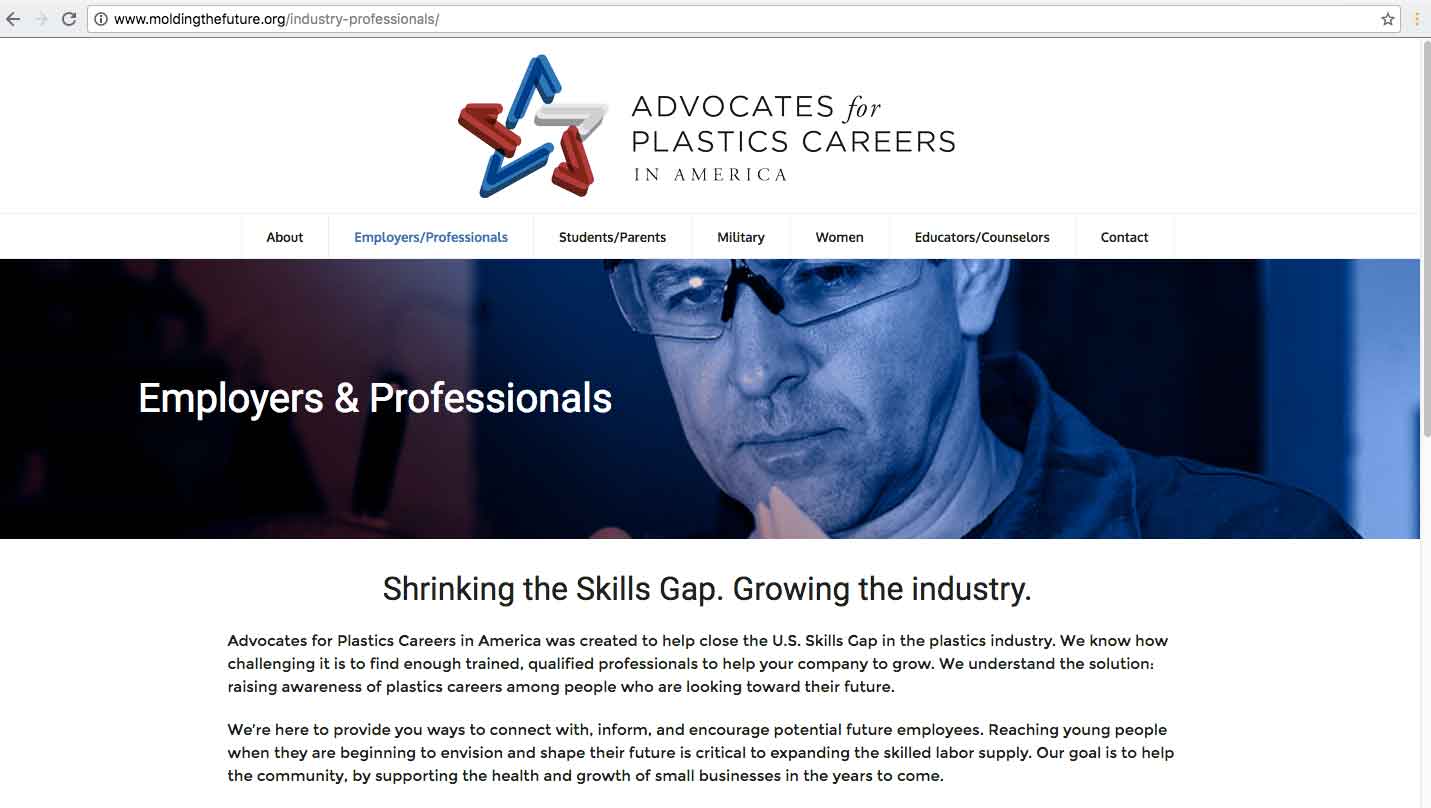 www.moldingthefuture.org/industry-professionals/
ADVOCATES for
PLASTICS CAREERS
IN AMERICA
About Employers/Professionals Students/Parents Military Women Educators/Counselors Contact
Employers & Professionals
Shrinking the Skills Gap. Growing the industry.
Advocates for Plastics Careers in America was created to help close the U.S. Skills Gap in the plastics industry. We know how
challenging it is to find enough trained, qualified professionals to help your company to grow. We understand the solution:
raising awareness of plastics careers among people who are looking toward their future.
We're here to provide you ways to connect with, inform, and encourage potential future employees. Reaching young people
when they are beginning to envision and shape their future is critical to expanding the skilled labor supply. Our goal is to help
the community, by supporting the health and growth of small businesses in the years to come.